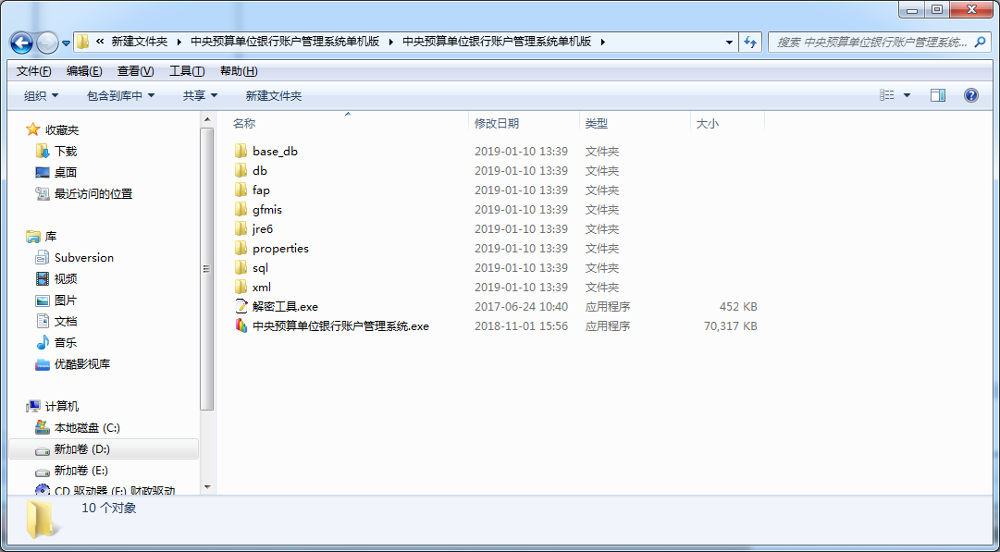 « 新建文件夹 ▸ 中央预算单位银行账户管理系统单机版 ▸ 中央预算单位银行账户管理系统单机版 ▸
搜索 中央预算单位银行账户管理系统...
文件(F) 编辑(E) 查看(V) 工具(T) 帮助(H)
组织 包含到库中 共享 新建文件夹
收藏夹
下载
桌面
最近访问的位置
库
Subversion
视频
图片
文档
音乐
优酷影视库
计算机
本地磁盘 (C:)
新加卷 (D:)
新加卷 (E:)
CD 驱动器 (F:) 财政驱动
名称 修改日期 类型 大小
base_db 2019-01-10 13:39 文件夹
db 2019-01-10 13:39 文件夹
fap 2019-01-10 13:39 文件夹
gfmis 2019-01-10 13:39 文件夹
jre6 2019-01-10 13:39 文件夹
properties 2019-01-10 13:39 文件夹
sql 2019-01-10 13:39 文件夹
xml 2019-01-10 13:39 文件夹
解密工具.exe 2017-06-24 10:40 应用程序 452 KB
中央预算单位银行账户管理系统.exe 2018-11-01 15:56 应用程序 70,317 KB
10 个对象